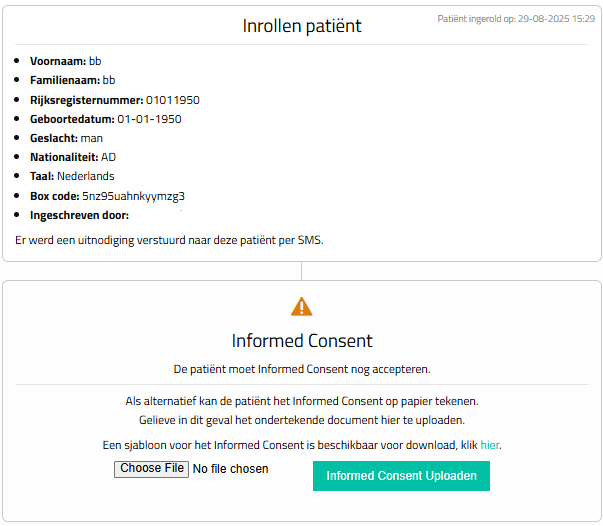 Inrollen patiënt
Patiënt ingerold op: 29-08-2025 15:29
Voornaam: bb
Familienaam: bb
Rijksregisternummer: 01011950
Geboortedatum: 01-01-1950
Geslacht: man
Nationaliteit: AD
Taal: Nederlands
Box code: 5nz95uahnkyymzg3
Ingeschreven door:
Er werd een uitnodiging verstuurd naar deze patiënt per SMS.
Informed Consent
De patiënt moet Informed Consent nog accepteren.
Als alternatief kan de patiënt het Informed Consent op papier tekenen.
Gelieve in dit geval het ondertekende document hier te uploaden.
Een sjabloon voor het Informed Consent is beschikbaar voor download, klik hier.
Choose File No file chosen
Informed Consent Uploaden